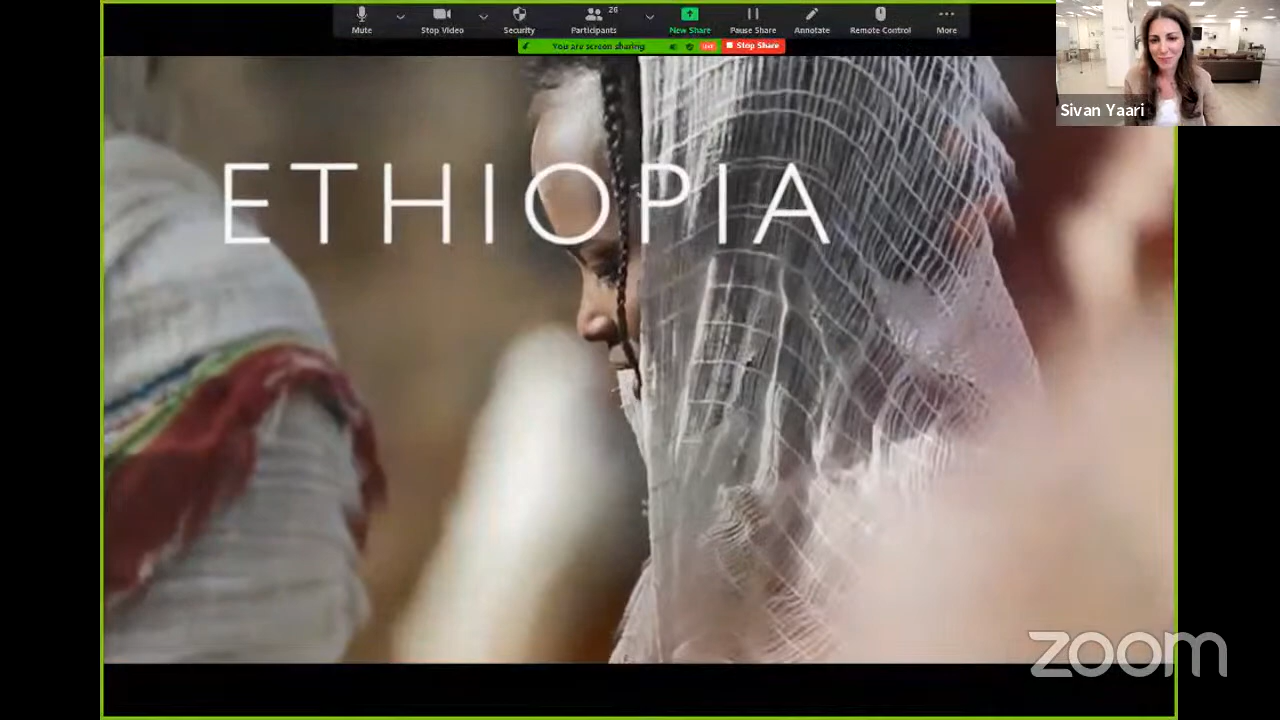 26
Mute
Stop Video
Security
Participants
New Share
Pause Share
Annotate
Remote Control
More
You are screen sharing
LIVE
Stop Share
Sivan Yaari
ETHIOPIA
zoom